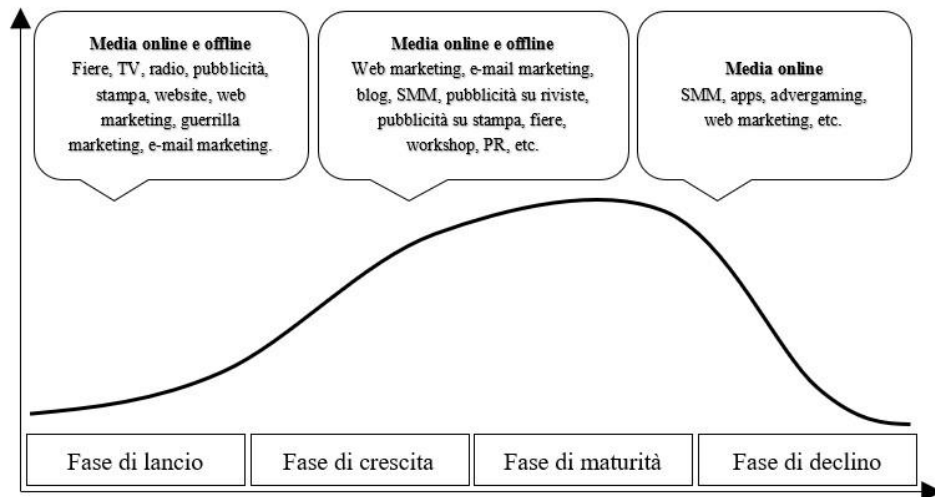 Media online e offline
Fiere, TV, radio, pubblicità,
stampa, website, web
marketing, guerrilla
marketing, e-mail marketing.
Media online e offline
Web marketing, e-mail marketing,
blog, SMM, pubblicità su riviste,
pubblicità su stampa, fiere,
workshop, PR, etc.
Media online
SMM, apps, advergaming,
web marketing, etc.
Fase di lancio
Fase di crescita
Fase di maturità
Fase di declino